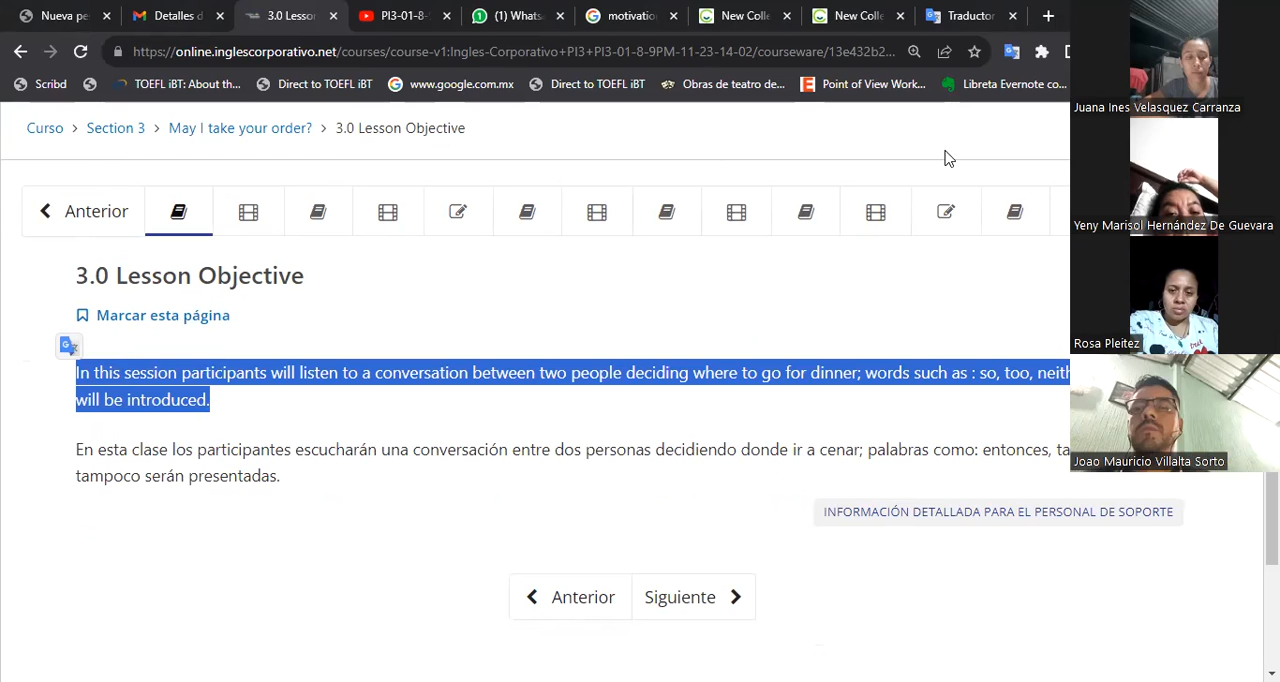 Nueva pe
Detalles d
3.0 Lesso
PI3-01-8-
(1) Whats
motivatio
New Colle
New Colle
Traductor
https://online.inglescorporativo.net/courses/course-v1:Ingles-Corporativo+PI3+PI3-01-8-9PM-11-23-14-02/courseware/13e432b2...
Scribd
TOEFL iBT: About th...
Direct to TOEFL iBT
www.google.com.mx
Direct to TOEFL iBT
Obras de teatro de...
Point of View Work...
Libreta Evernote co...
Curso > Section 3 > May I take your order? > 3.0 Lesson Objective
Anterior
3.0 Lesson Objective
Marcar esta página
In this session participants will listen to a conversation between two people deciding where to go for dinner; words such as : so, too, neith
will be introduced.
En esta clase los participantes escucharán una conversación entre dos personas decidiendo donde ir a cenar; palabras como: entonces, ta
tampoco serán presentadas.
INFORMACIÓN DETALLADA PARA EL PERSONAL DE SOPORTE
Anterior
Siguiente
Juana Ines Velasquez Carranza
Yeny Marisol Hernández De Guevara
Rosa Pleitez
Joao Mauricio Villalta Sorto